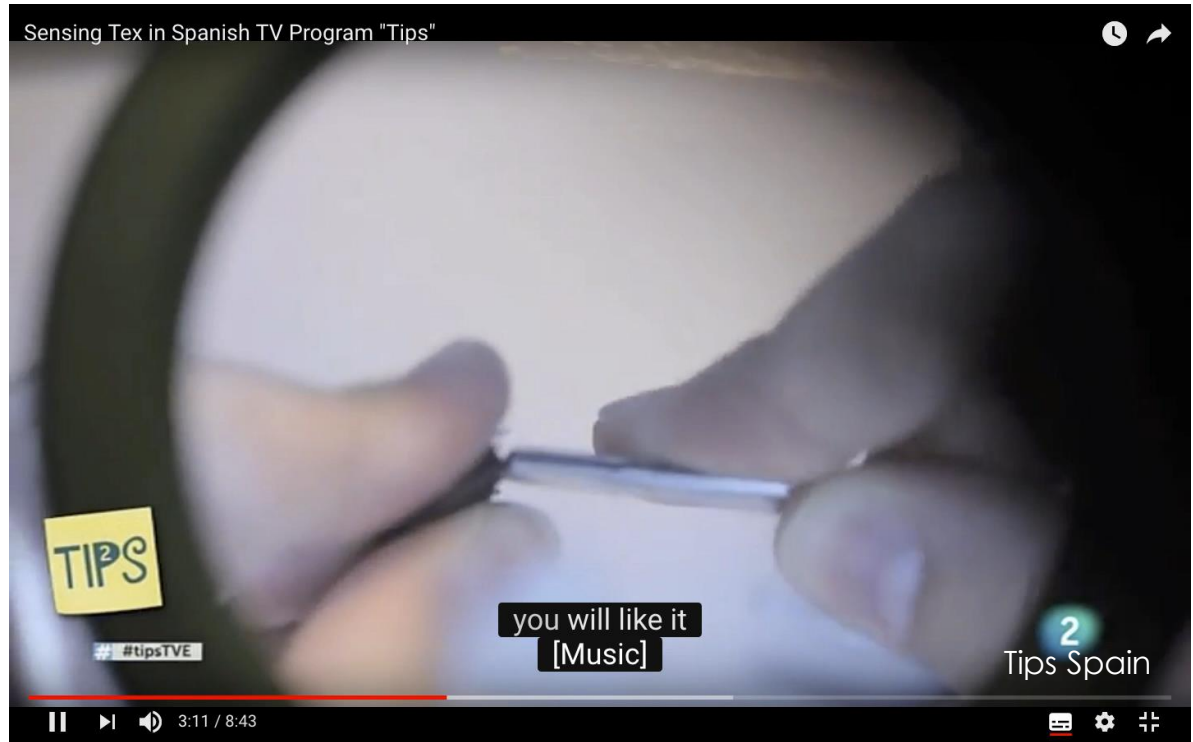 Sensing Tex in Spanish TV Program "Tips"
TIPS
2
# #tipsTVE
you will like it
[Music]
2
Tips Spain
3:11 / 8:43